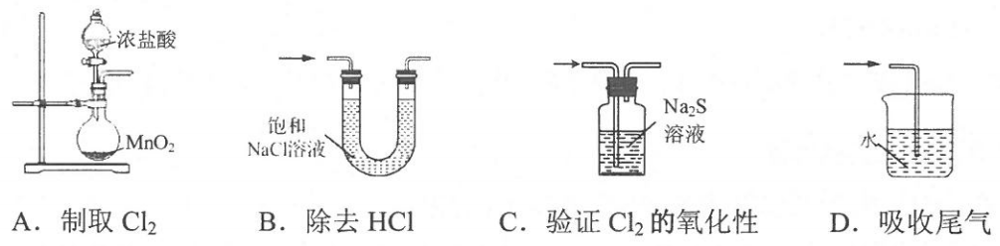 浓盐酸
MnO₂
饱和
NaCl溶液
Na₂S
溶液
水
A. 制取 Cl₂
B. 除去 HCl
C. 验证 Cl₂ 的氧化性
D. 吸收尾气